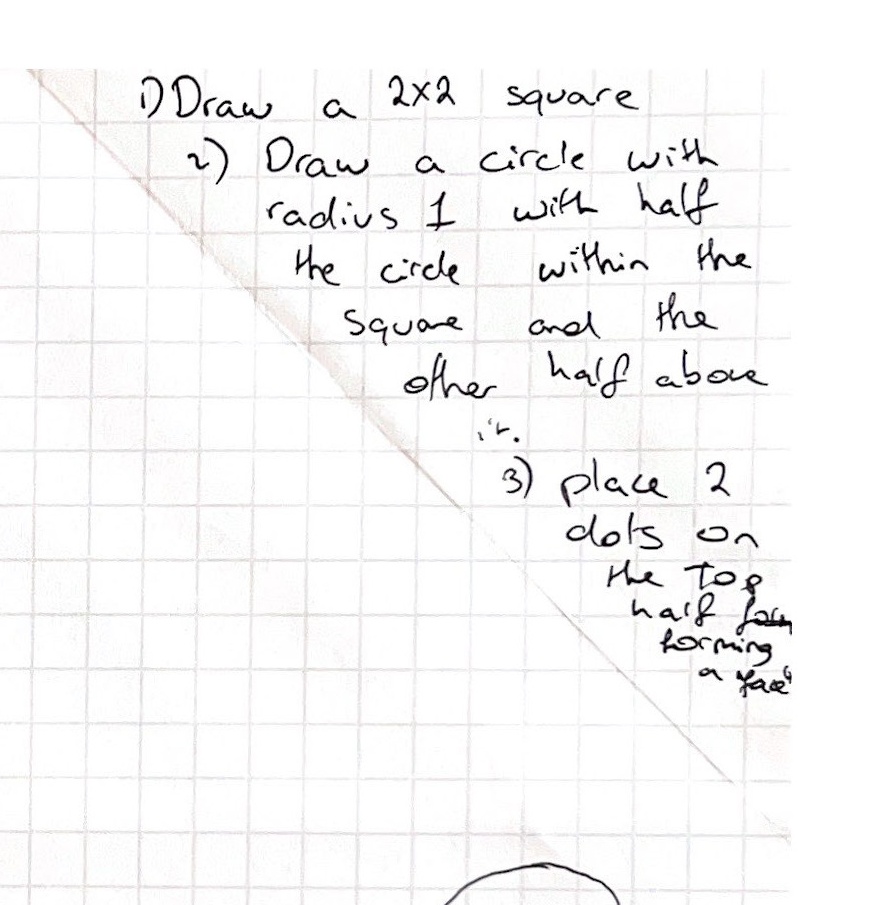 1) Draw a 2x2 square
2) Draw a circle with
radius 1 with half
the circle within the
square and the
other half above
it.
3) place 2
dots on
the Top
half form
forming
a face